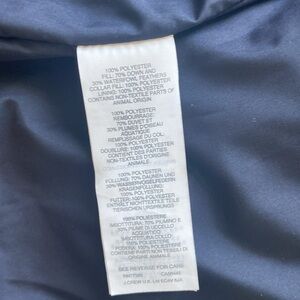 100% POLYESTER
FILL: 70% DOWN AND
30% WATERFOWL FEATHERS
COLLAR FILL: 100% POLYESTER
LINING: 100% POLYESTER
CONTAINS NON-TEXTILE PARTS OF
ANIMAL ORIGIN
100% POLYESTER
REMBOURRAGE:
70% DUVET ET
30% PLUMES D'OISEAU
AQUATIQUE
REMPLISSAGE DU COL:
100% POLYESTER
DOUBLURE: 100% POLYESTER
CONTIENT DES PARTIES
NON-TEXTILES D'ORIGINE
ANIMALE
100% POLYESTER
FÜLLUNG: 70% DAUNEN UND
30% WASSERVOGELFEDERN
KRAGENFÜLLUNG:
100% POLYESTER
FUTTER: 100% POLYESTER
ENTHÄLT NICHTTEXTILE TEILE
TIERISCHEN URSPRUNGS
100% POLIESTERE
IMBOTTITURA: 70% PIUMINO E
30% PIUME DI UCCELLO
ACQUATICO
IMBOTTITURA COLLO:
100% POLIESTERE
FODERA: 100% POLIESTERE
CONTIENE PARTI NON TESSILI DI
ORIGINE ANIMALE
SEE REVERSE FOR CARE
J.CREW U.K. LTD